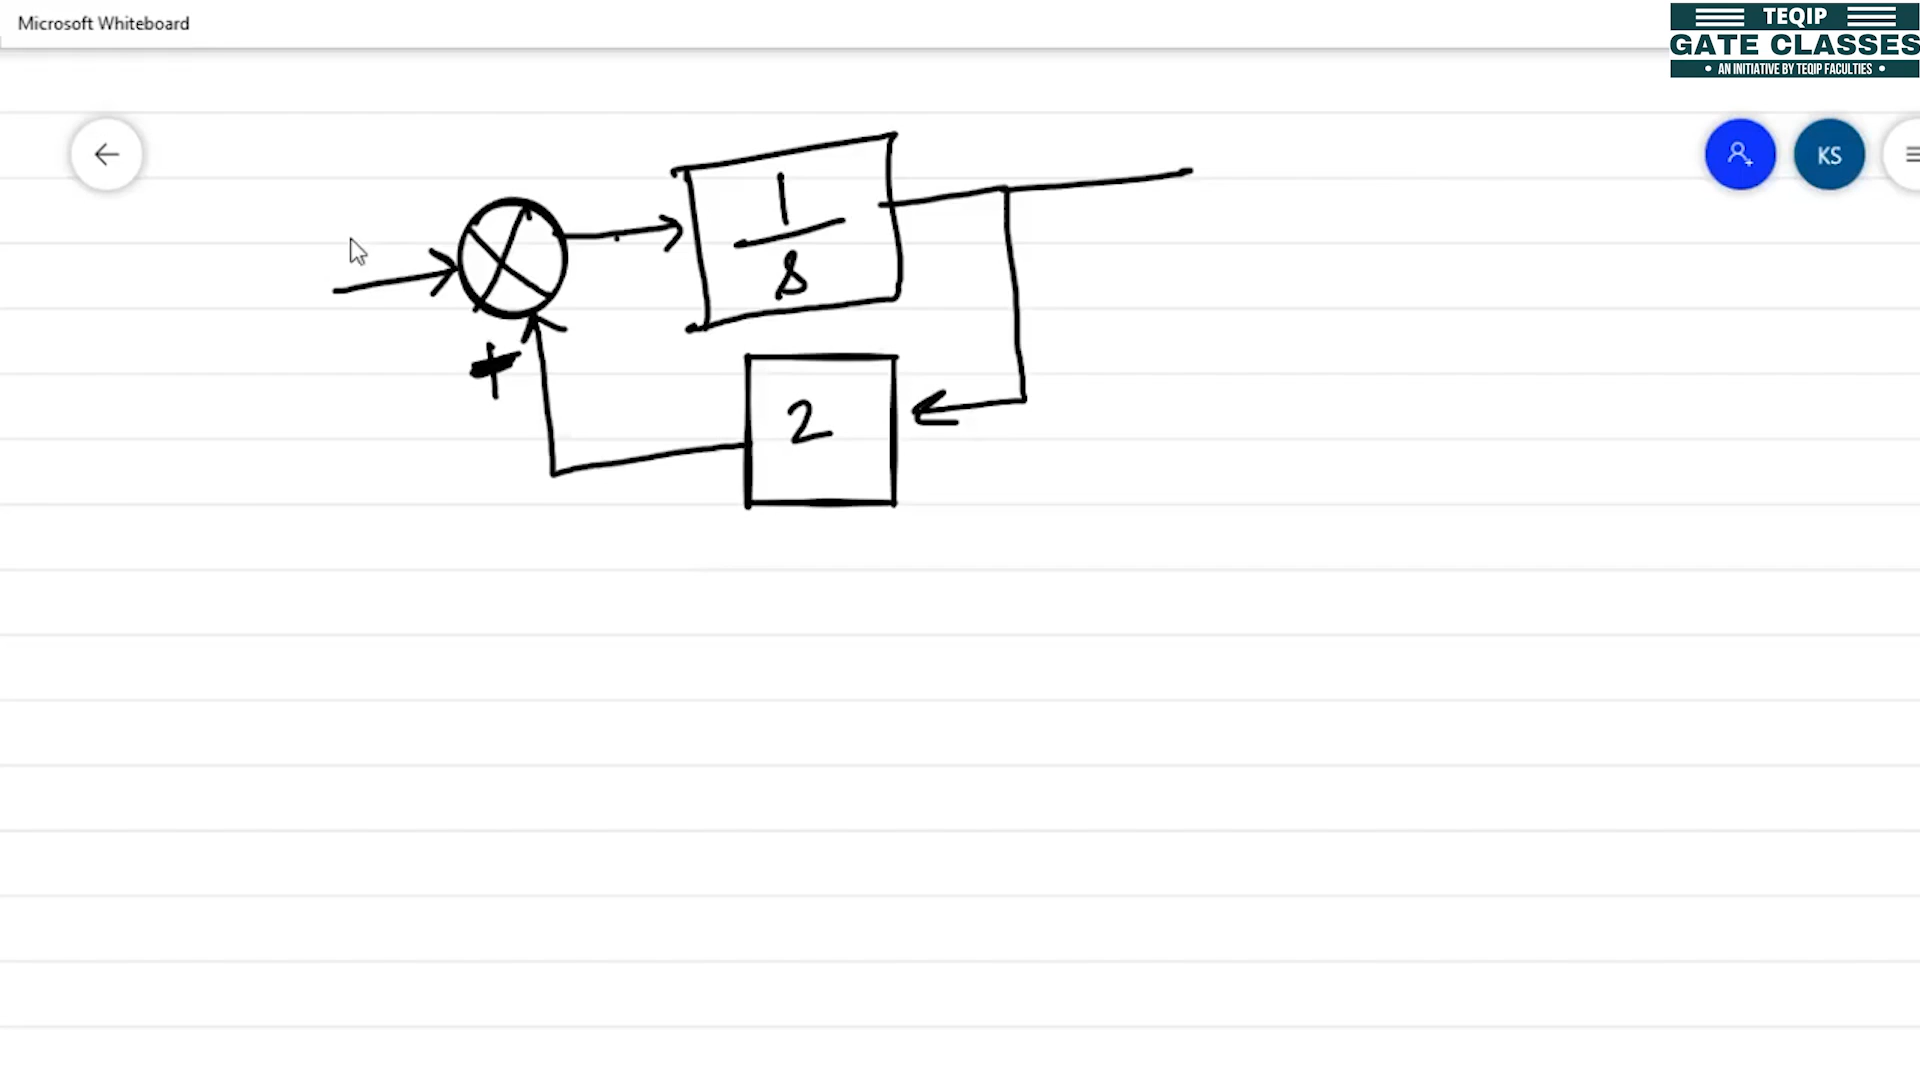 Microsoft Whiteboard
TEQIP
GATE CLASSES
• AN INITIATIVE BY TEQIP FACULTIES •
KS
1
s
+
2